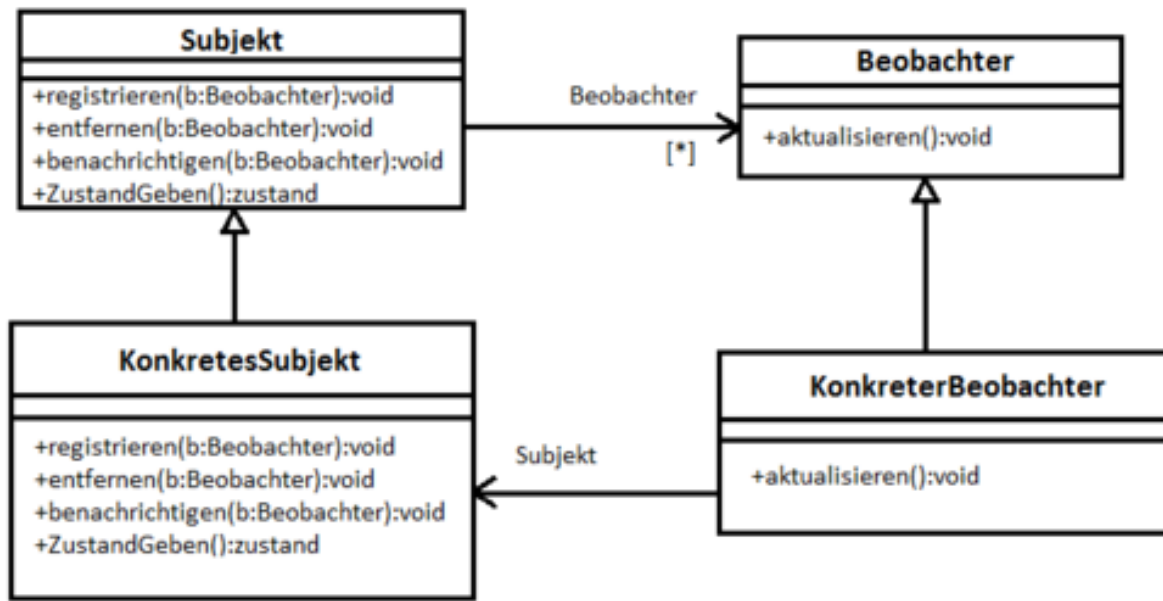 Subjekt
+registrieren(b:Beobachter):void
+entfernen(b:Beobachter):void
+benachrichtigen(b:Beobachter):void
+ZustandGeben():zustand
Beobachter
[*]
Beobachter
+aktualisieren():void
KonkretesSubjekt
+registrieren(b:Beobachter):void
+entfernen(b:Beobachter):void
+benachrichtigen(b:Beobachter):void
+ZustandGeben():zustand
Subjekt
KonkreterBeobachter
+aktualisieren():void